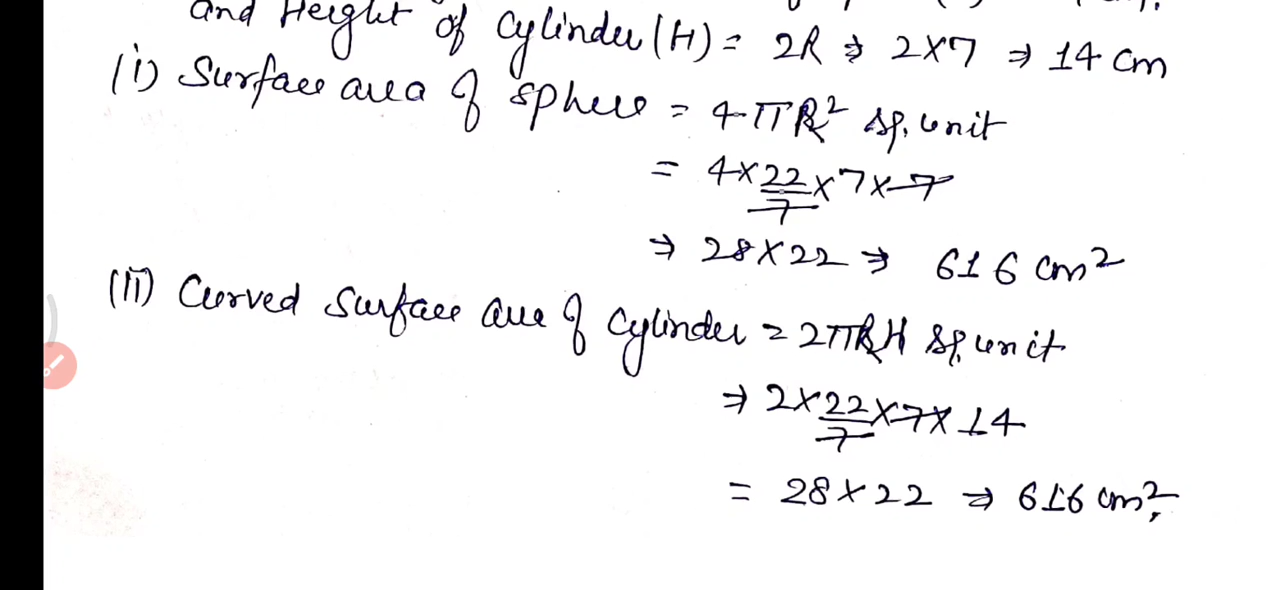 and Height of Cylinder (H) = 2R ⇒ 2×7 ⇒ 14 cm
(i) Surface area of sphere = 4πR² sq. unit
= 4×22/7×7×7
⇒ 28×22 ⇒ 616 cm²
(ii) Curved surface area of cylinder = 2πRH sq. unit
⇒ 2×22/7×7×14
= 28×22 ⇒ 616 cm².